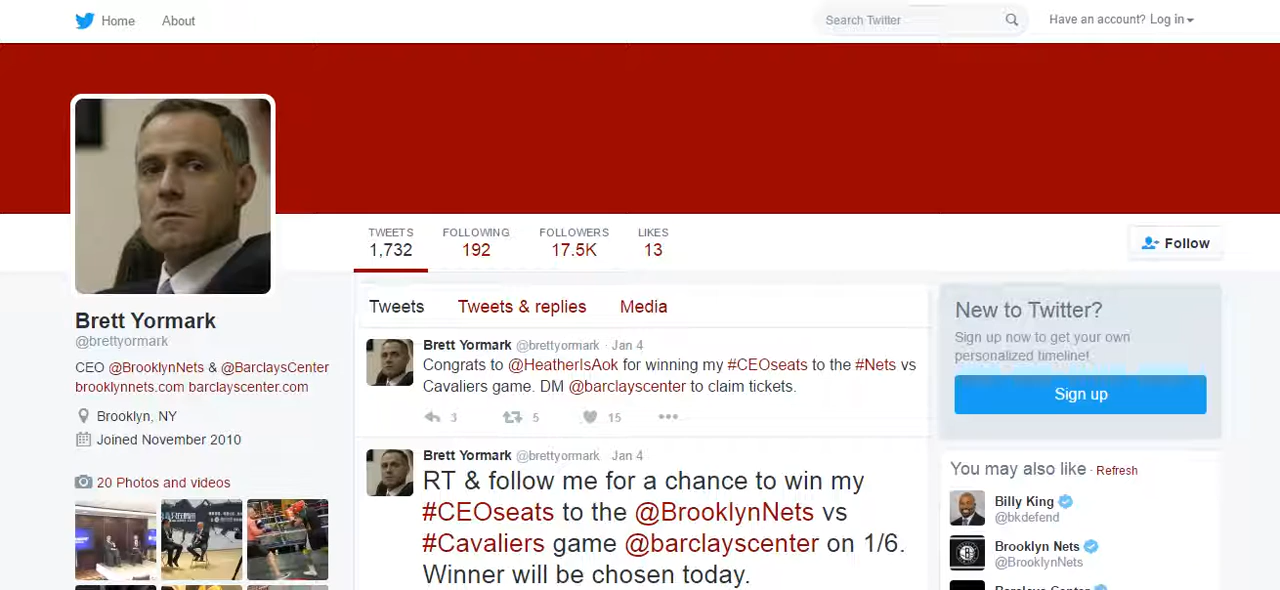 Home About Search Twitter Have an account? Log in
TWEETS FOLLOWING FOLLOWERS LIKES
1,732 192 17.5K 13
Follow
Brett Yormark
@brettyormark
CEO @BrooklynNets & @BarclaysCenter
brooklynnets.com barclayscenter.com
Brooklyn, NY
Joined November 2010
20 Photos and videos
Tweets Tweets & replies Media
Brett Yormark @brettyormark · Jan 4
Congrats to @HeatherIsAok for winning my #CEOseats to the #Nets vs
Cavaliers game. DM @barclayscenter to claim tickets.
3 5 15
Brett Yormark @brettyormark · Jan 4
RT & follow me for a chance to win my
#CEOseats to the @BrooklynNets vs
#Cavaliers game @barclayscenter on 1/6.
Winner will be chosen today.
New to Twitter?
Sign up now to get your own
personalized timeline!
Sign up
You may also like · Refresh
Billy King
@bkdefend
Brooklyn Nets
@BrooklynNets
Barclays Center